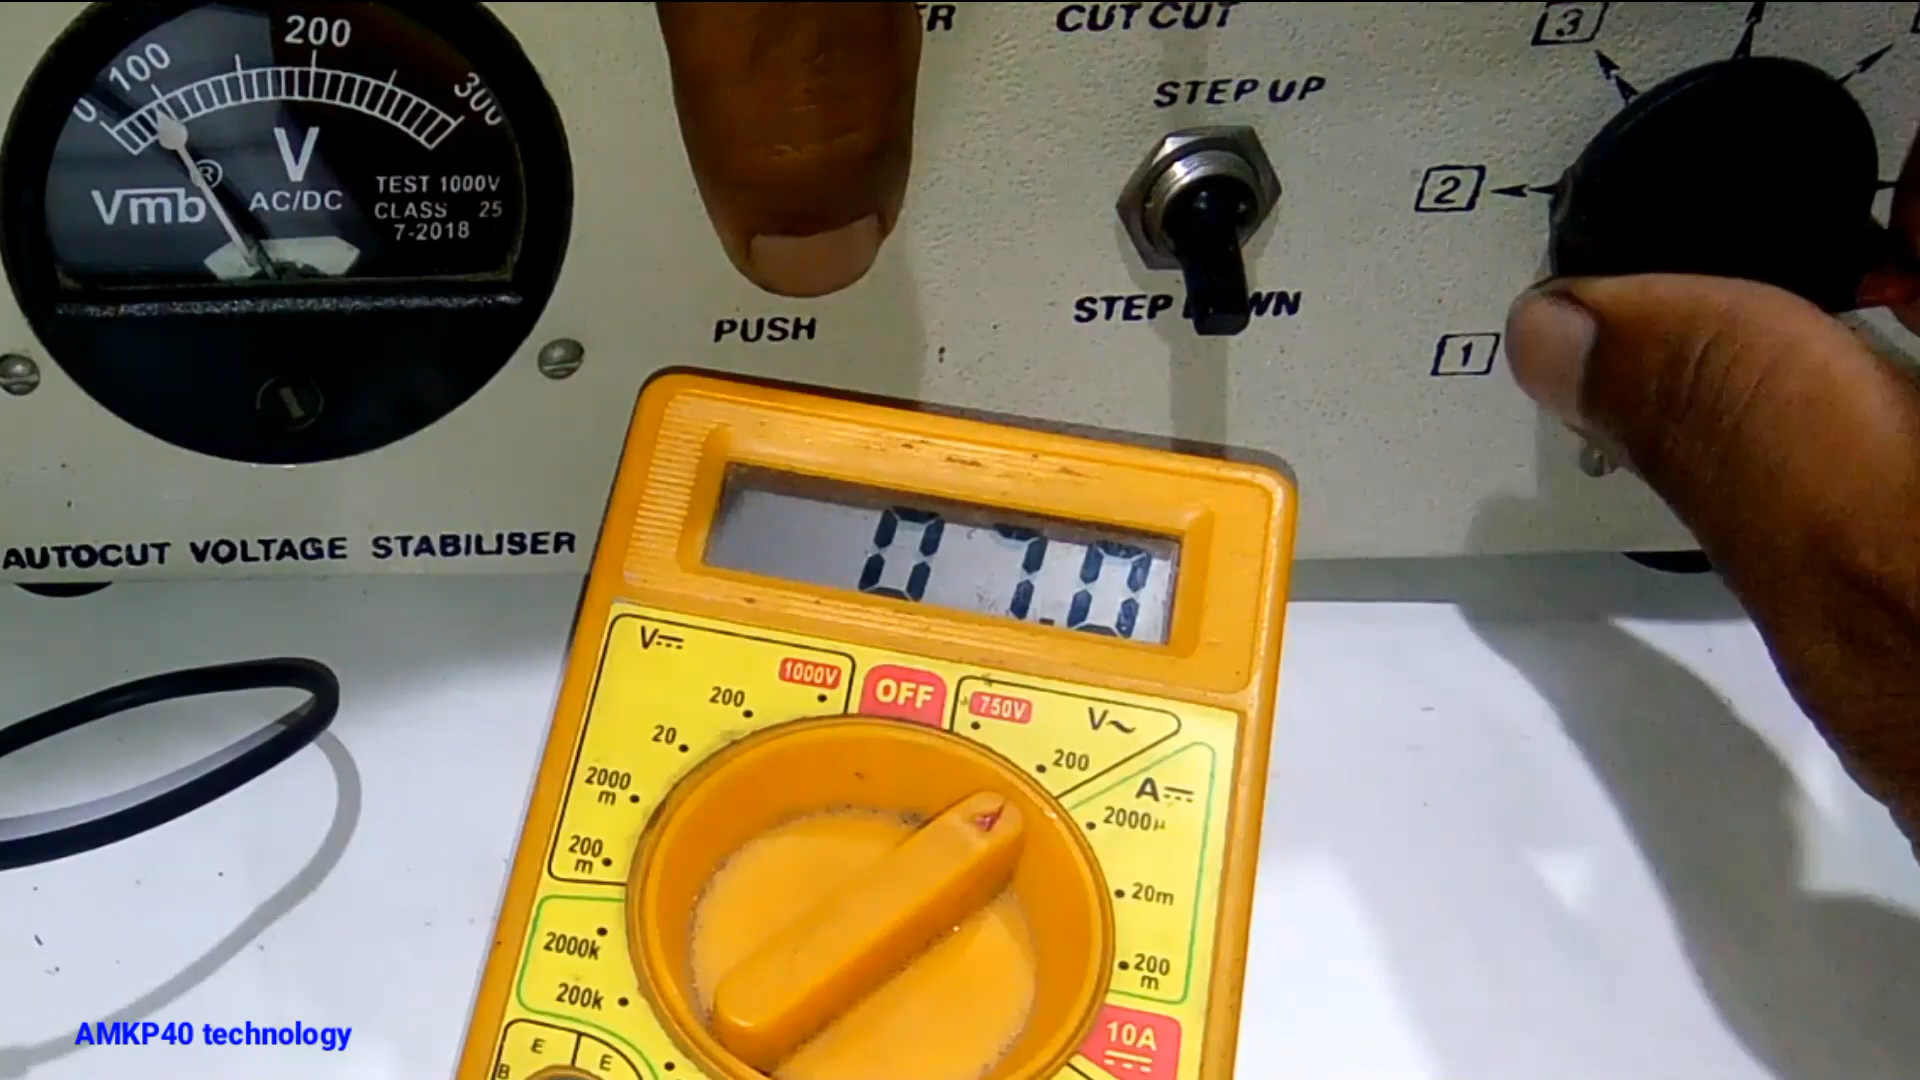 0 100 200 300
V
AC/DC
Vmb
®
TEST 1000V
CLASS 25
7-2018
CUT CUT
STEP UP
PUSH
1
2
3
AUTOCUT VOLTAGE STABILISER
V
1000V
200
20
2000
m
200
m
OFF
750V
V~
200
A
2000µ
20m
200
m
10A
2000k
200k
E
E
B
AMKP40 technology